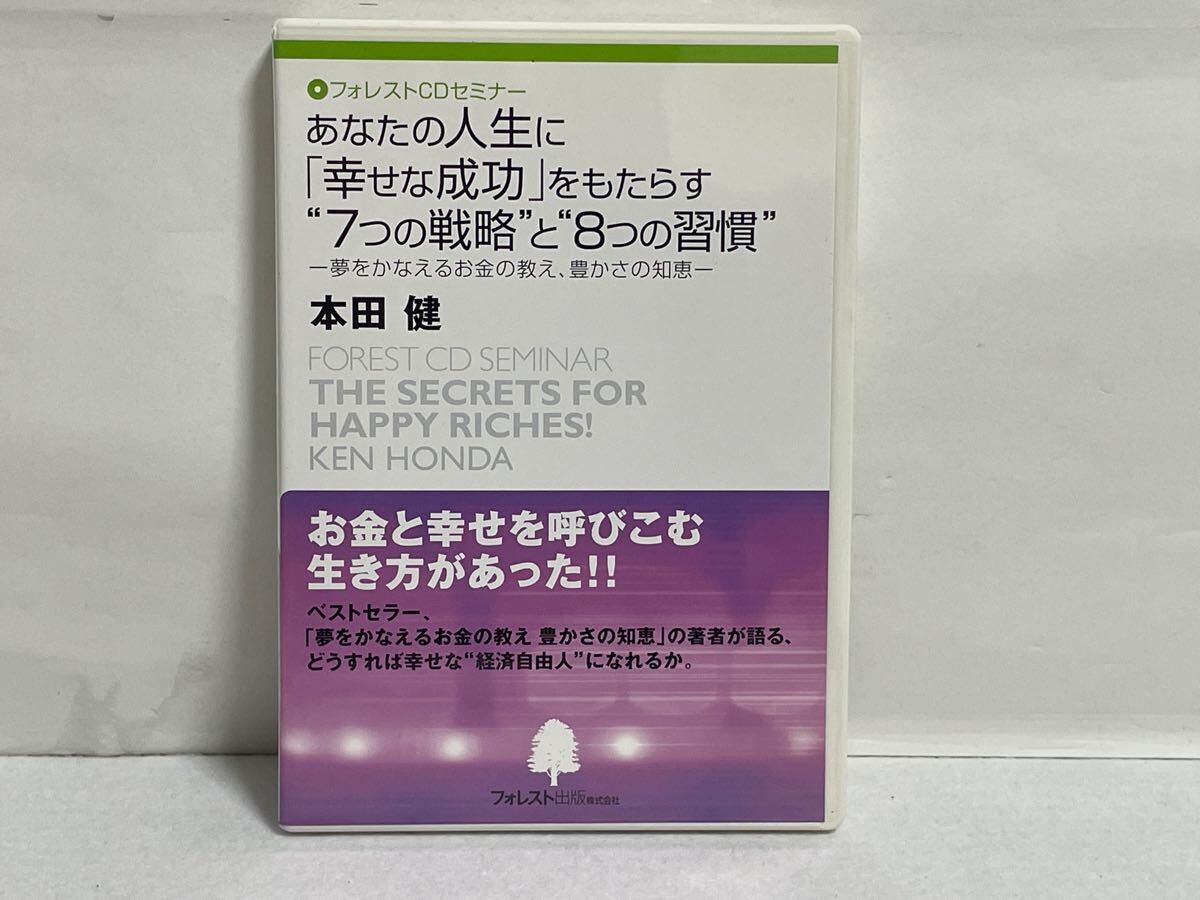 フォレストCDセミナー
あなたの人生に
「幸せな成功」をもたらす
“7つの戦略”と“8つの習慣”
―夢をかなえるお金の教え、豊かさの知恵―
本田 健
FOREST CD SEMINAR
THE SECRETS FOR
HAPPY RICHES!
KEN HONDA
お金と幸せを呼びこむ
生き方があった!!
ベストセラー、
「夢をかなえるお金の教え 豊かさの知恵」の著者が語る、
どうすれば幸せな“経済自由人”になれるか。
フォレスト出版株式会社